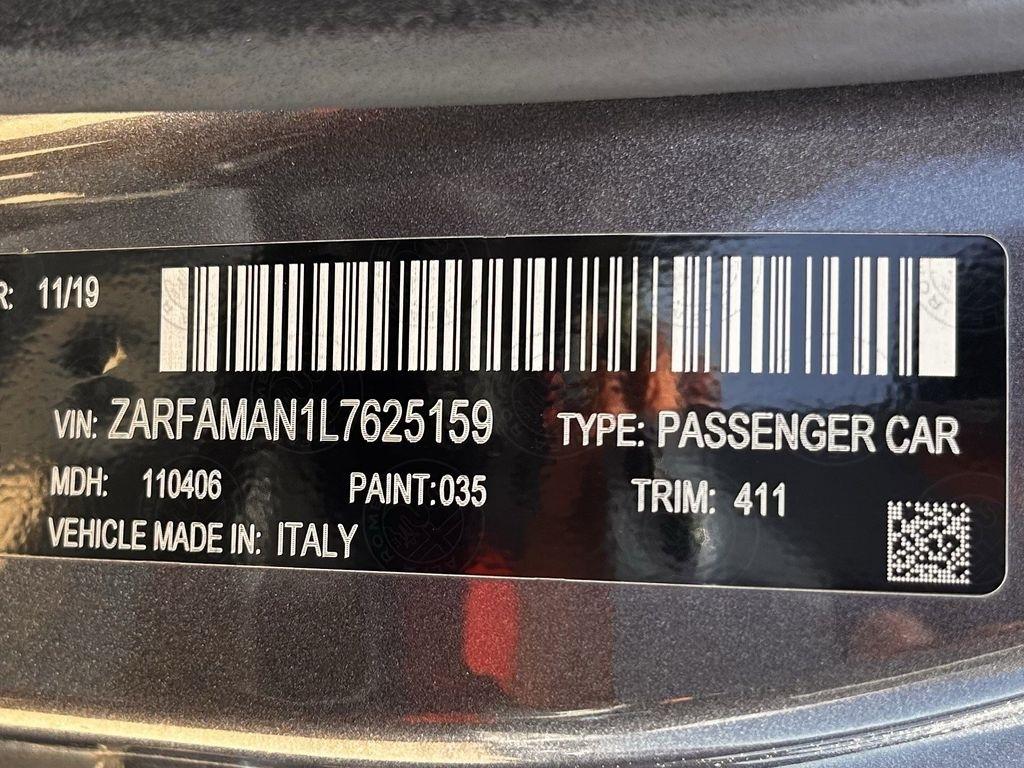 R: 11/19
VIN: ZARFAMAN1L7625159 TYPE: PASSENGER CAR
MDH: 110406 PAINT: 035 TRIM: 411
VEHICLE MADE IN: ITALY